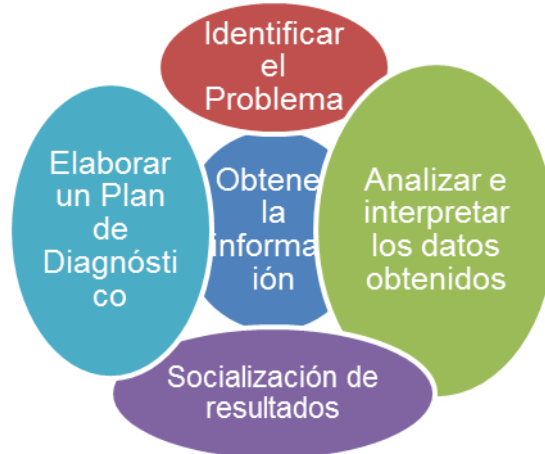 Identificar
el
Problema
Elaborar
un Plan
de
Diagnósti
co
Obtene
la
informa
ión
Analizar e
interpretar
los datos
obtenidos
Socialización de
resultados